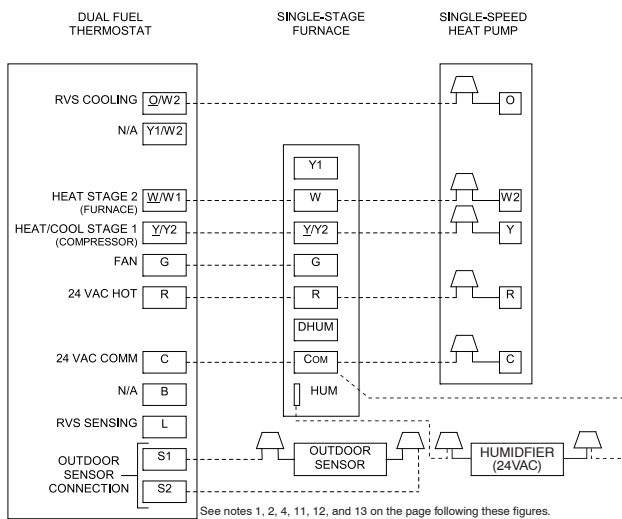 DUAL FUEL
THERMOSTAT
SINGLE-STAGE
FURNACE
SINGLE-SPEED
HEAT PUMP
RVS COOLING
O/W2
O
N/A
Y1/W2
Y1
HEAT STAGE 2
(FURNACE)
W/W1
W
W2
HEAT/COOL STAGE 1
(COMPRESSOR)
Y/Y2
Y/Y2
Y
FAN
G
G
24 VAC HOT
R
R
R
DHUM
24 VAC COMM
C
COM
C
N/A
B
HUM
RVS SENSING
L
OUTDOOR
SENSOR
CONNECTION
S1
S2
OUTDOOR
SENSOR
HUMIDFIER
(24VAC)
See notes 1, 2, 4, 11, 12, and 13 on the page following these figures.